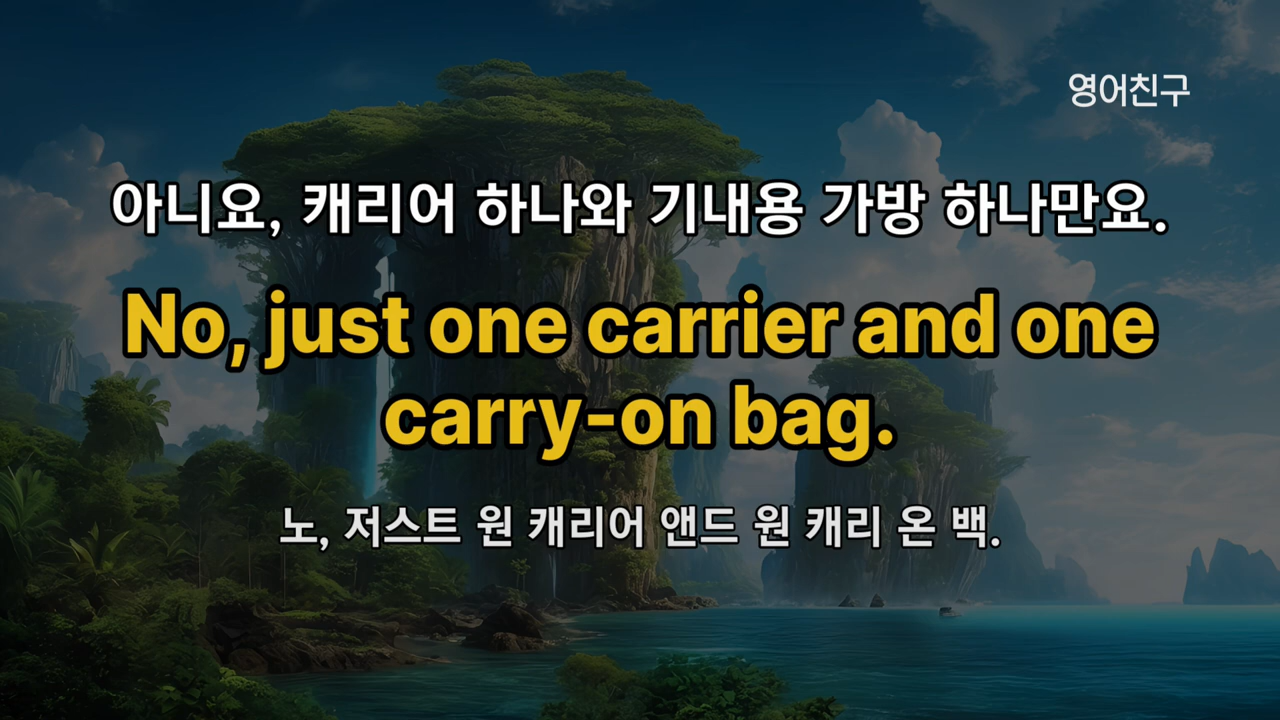 영어친구
아니요, 캐리어 하나와 기내용 가방 하나만요.
No, just one carrier and one
carry-on bag.
노, 저스트 원 캐리어 앤드 원 캐리 온 백.